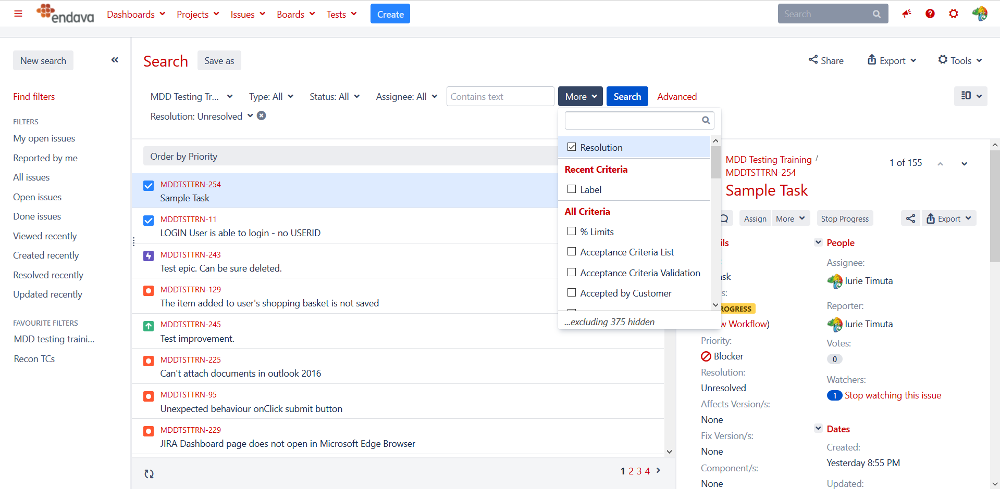 endava
Dashboards Projects Issues Boards Tests Create Search
New search
Find filters
FILTERS
My open issues
Reported by me
All issues
Open issues
Done issues
Viewed recently
Created recently
Resolved recently
Updated recently
FAVOURITE FILTERS
MDD testing traini...
Recon TCs
Search Save as Share Export Tools
MDD Testing Tr... Type: All Status: All Assignee: All Contains text More Search Advanced
Resolution: Unresolved
Order by Priority
MDDTSTTRN-254
Sample Task
MDDTSTTRN-11
LOGIN User is able to login - no USERID
MDDTSTTRN-243
Test epic. Can be sure deleted.
MDDTSTTRN-129
The item added to user's shopping basket is not saved
MDDTSTTRN-245
Test improvement.
MDDTSTTRN-225
Can't attach documents in outlook 2016
MDDTSTTRN-95
Unexpected behaviour onClick submit button
MDDTSTTRN-229
JIRA Dashboard page does not open in Microsoft Edge Browser
1 2 3 4
Resolution
Recent Criteria
Label
All Criteria
% Limits
Acceptance Criteria List
Acceptance Criteria Validation
Accepted by Customer
...excluding 375 hidden
MDD Testing Training /
MDDTSTTRN-254
1 of 155
Sample Task
Assign More Stop Progress Export
ils
sk
s:
ROGRESS
w Workflow)
Priority:
Blocker
Resolution:
Unresolved
Affects Version/s:
None
Fix Version/s:
None
Component/s:
None
People
Assignee:
Iurie Timuta
Reporter:
Iurie Timuta
Votes:
0
Watchers:
1 Stop watching this issue
Dates
Created:
Yesterday 8:55 PM
Updated: